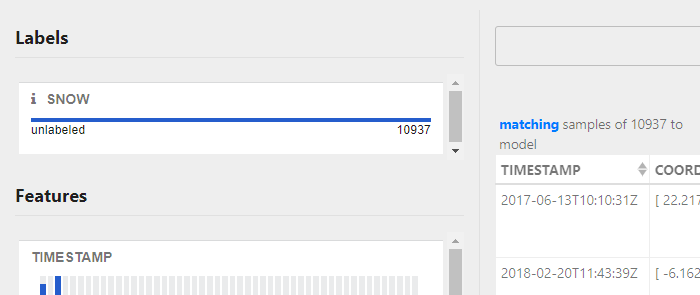 Labels
SNOW
unlabeled 10937
Features
TIMESTAMP
matching samples of 10937 to
model
TIMESTAMP COORD
2017-06-13T10:10:31Z [ 22.217
2018-02-20T11:43:39Z [ -6.162